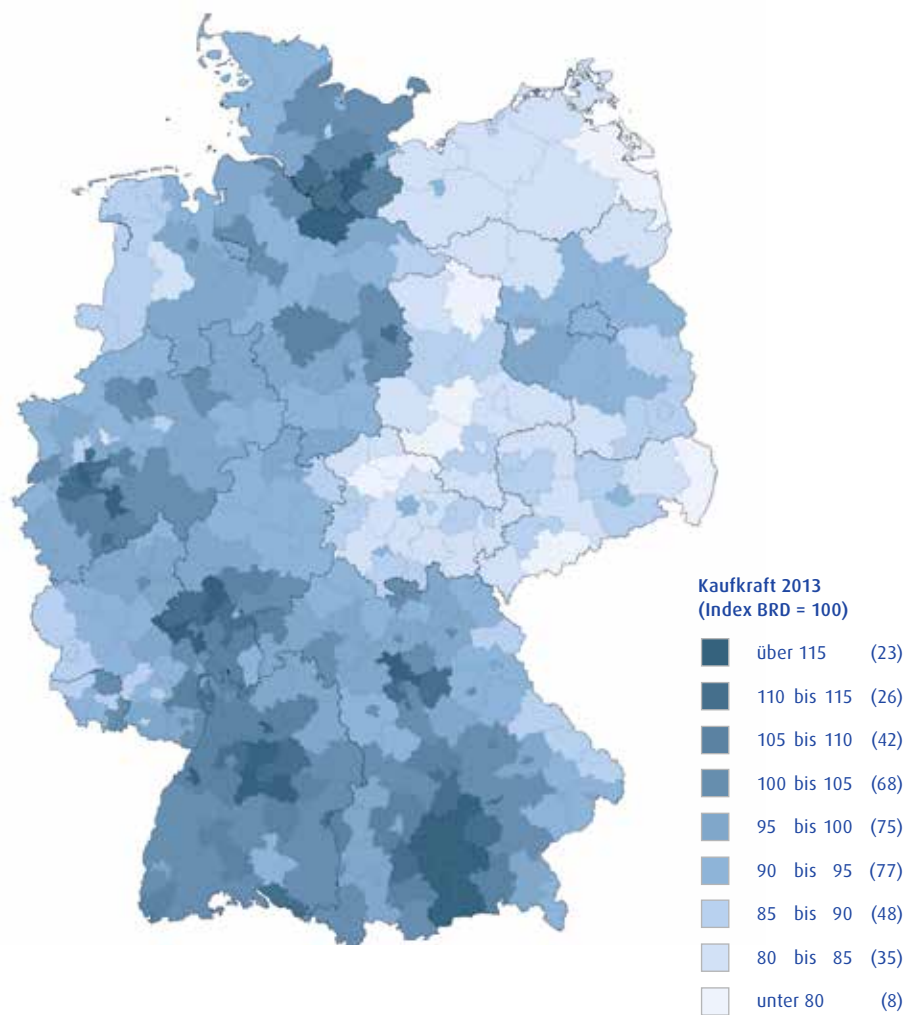 Kaufkraft 2013
(Index BRD = 100)
über 115 (23)
110 bis 115 (26)
105 bis 110 (42)
100 bis 105 (68)
95 bis 100 (75)
90 bis 95 (77)
85 bis 90 (48)
80 bis 85 (35)
unter 80 (8)